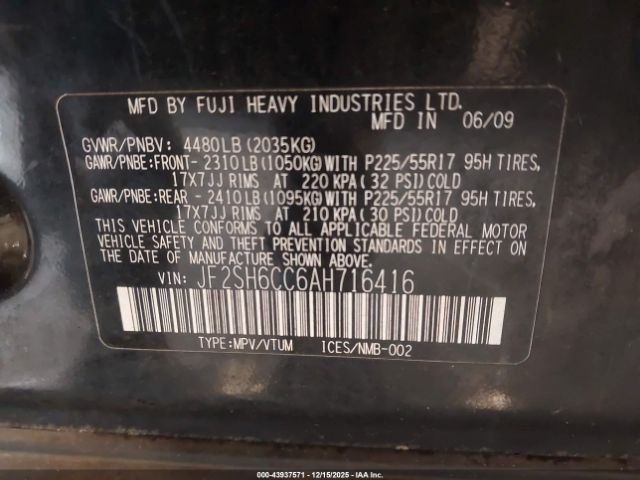 MFD BY FUJI HEAVY INDUSTRIES LTD.
MFD IN 06/09
GVWR/PNBV: 4480LB(2035KG)
GAWR/PNBE:FRONT-2310LB(1050KG)WITH P225/55R17 95H TIRES,
17X7JJ RIMS AT 220 KPA(32 PSI)COLD
GAWR/PNBE:REAR -2410LB(1095KG)WITH P225/55R17 95H TIRES,
17X7JJ RIMS AT 210 KPA(30 PSI)COLD
THIS VEHICLE CONFORMS TO ALL APPLICABLE FEDERAL MOTOR
VEHICLE SAFETY AND THEFT PREVENTION STANDARDS IN EFFECT ON
THE DATE OF MANUFACTURE SHOWN ABOVE.
VIN: JF2SH6CC6AH716416
TYPE:MPV/VTUM ICES/NMB-002
000-43937571 - 12/15/2025 - IAA Inc.